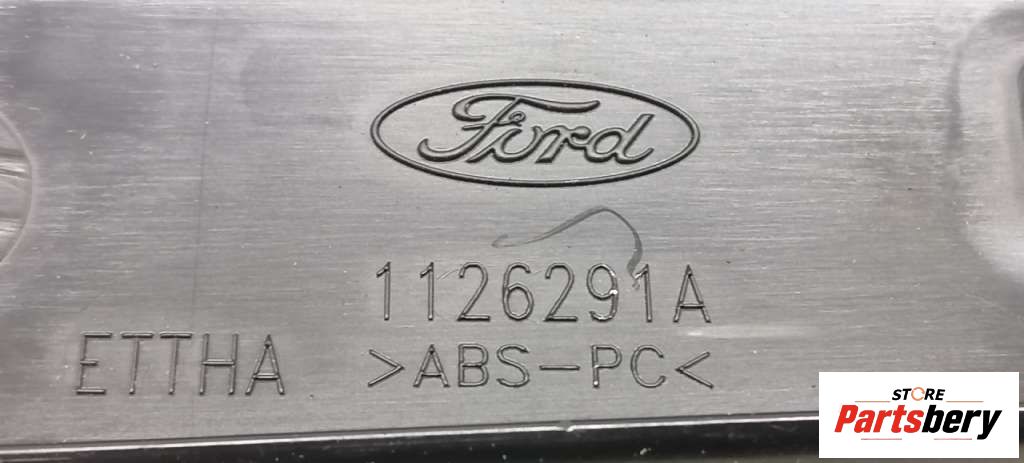 Ford
1126291A
ETTHA >ABS-PC<
STORE
Partsbery